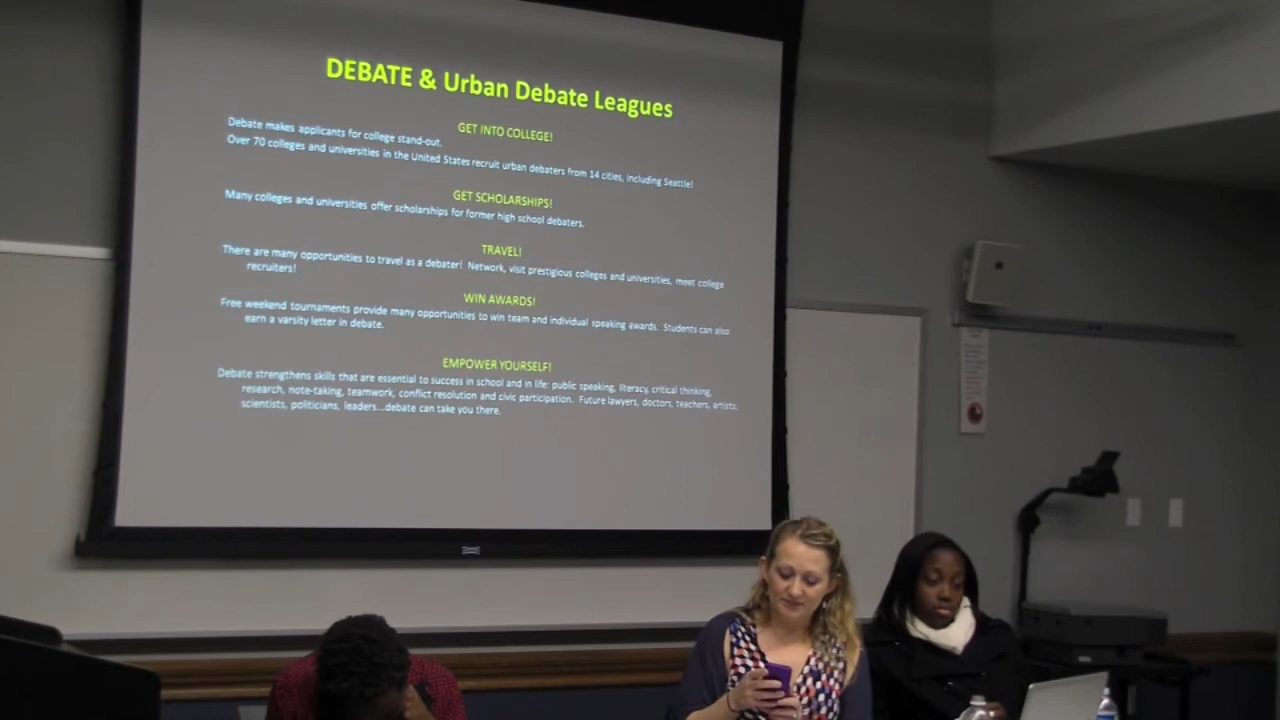 DEBATE & Urban Debate Leagues
GET INTO COLLEGE!
Debate makes applicants for college stand-out.
Over 70 colleges and universities in the United States recruit urban debaters from 14 cities, including Seattle!
GET SCHOLARSHIPS!
Many colleges and universities offer scholarships for former high school debaters.
TRAVEL!
There are many opportunities to travel as a debater! Network, visit prestigious colleges and universities, meet college
recruiters!
WIN AWARDS!
Free weekend tournaments provide many opportunities to win team and individual speaking awards. Students can also
earn a varsity letter in debate.
EMPOWER YOURSELF!
Debate strengthens skills that are essential to success in school and in life: public speaking, literacy, critical thinking,
research, note-taking, teamwork, conflict resolution and civic participation. Future lawyers, doctors, teachers, artists,
scientists, politicians, leaders...debate can take you there.